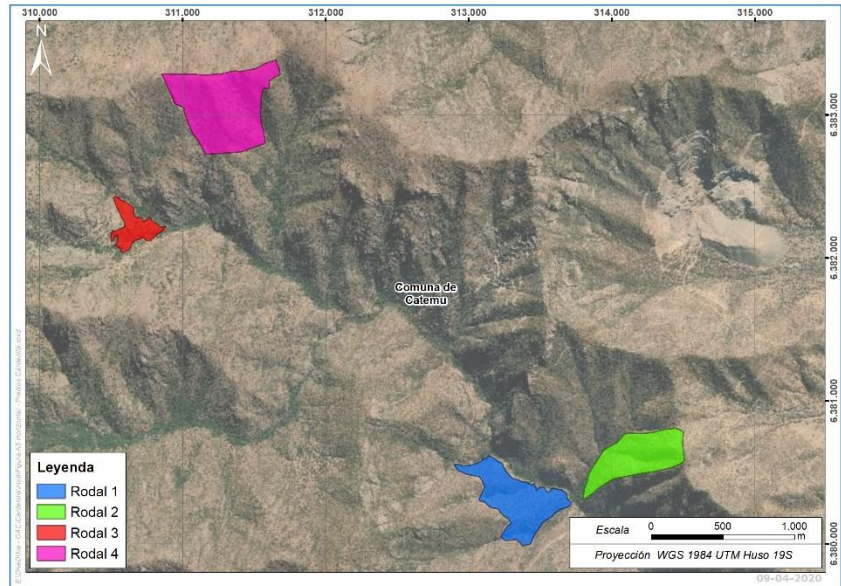 310.000 311.000 312.000 313.000 314.000 315.000
N
6.383.000
6.382.000
Comuna de
Catemu
6.381.000
Leyenda
Rodal 1
Rodal 2
Rodal 3
Rodal 4
Escala 0 500 1.000
m
Proyección WGS 1984 UTM Huso 19S
6.380.000
09-04-2020